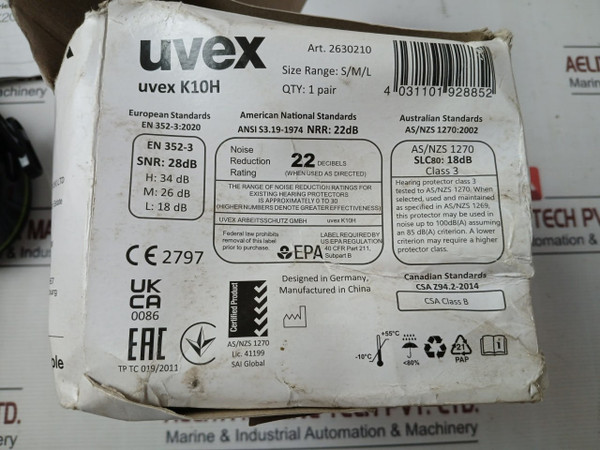 uvex
uvex K10H
Art. 2630210
Size Range: S/M/L
QTY: 1 pair
4 031101 928852
European Standards
EN 352-3:2020
EN 352-3
SNR: 28dB
H: 34 dB
M: 26 dB
L: 18 dB
American National Standards
ANSI S3.19-1974 NRR: 22dB
Noise
Reduction
Rating
22 DECIBELS
(WHEN USED AS DIRECTED)
THE RANGE OF NOISE REDUCTION RATINGS FOR
EXISTING HEARING PROTECTORS
IS APPROXIMATELY 0 TO 30
(HIGHER NUMBERS DENOTE GREATER EFFECTIVENESS)
UVEX ARBEITSSCHUTZ GMBH uvex K10H
Federal law prohibits
removal of this label
prior to purchase.
EPA
LABEL REQUIRED BY
US EPA REGULATION
40 CFR Part 211,
Subpart B
Australian Standards
AS/NZS 1270:2002
AS/NZS 1270
SLC80: 18dB
Class 3
Hearing protector class 3
tested to AS/NZS 1270. When
selected, used and maintained
as specified in AS/NZS 1269,
this protector may be used in
noise up to 100dB(A) assuming
an 85 dB(A) criterion. A lower
criterion may require a higher
protector class.
Canadian Standards
CSA Z94.2-2014
CSA Class B
CE 2797
UK
CA
0086
EAC
TP TC 019/2011
Certified Product
AS/NZS 1270
Lic. 41199
SAI Global
Designed in Germany,
Manufactured in China
-10°C
+55°C
<80%
21
PAP
i
ole
& Machinery
TECH PVT. LTD.
Marine & Industrial Automation & Machinery